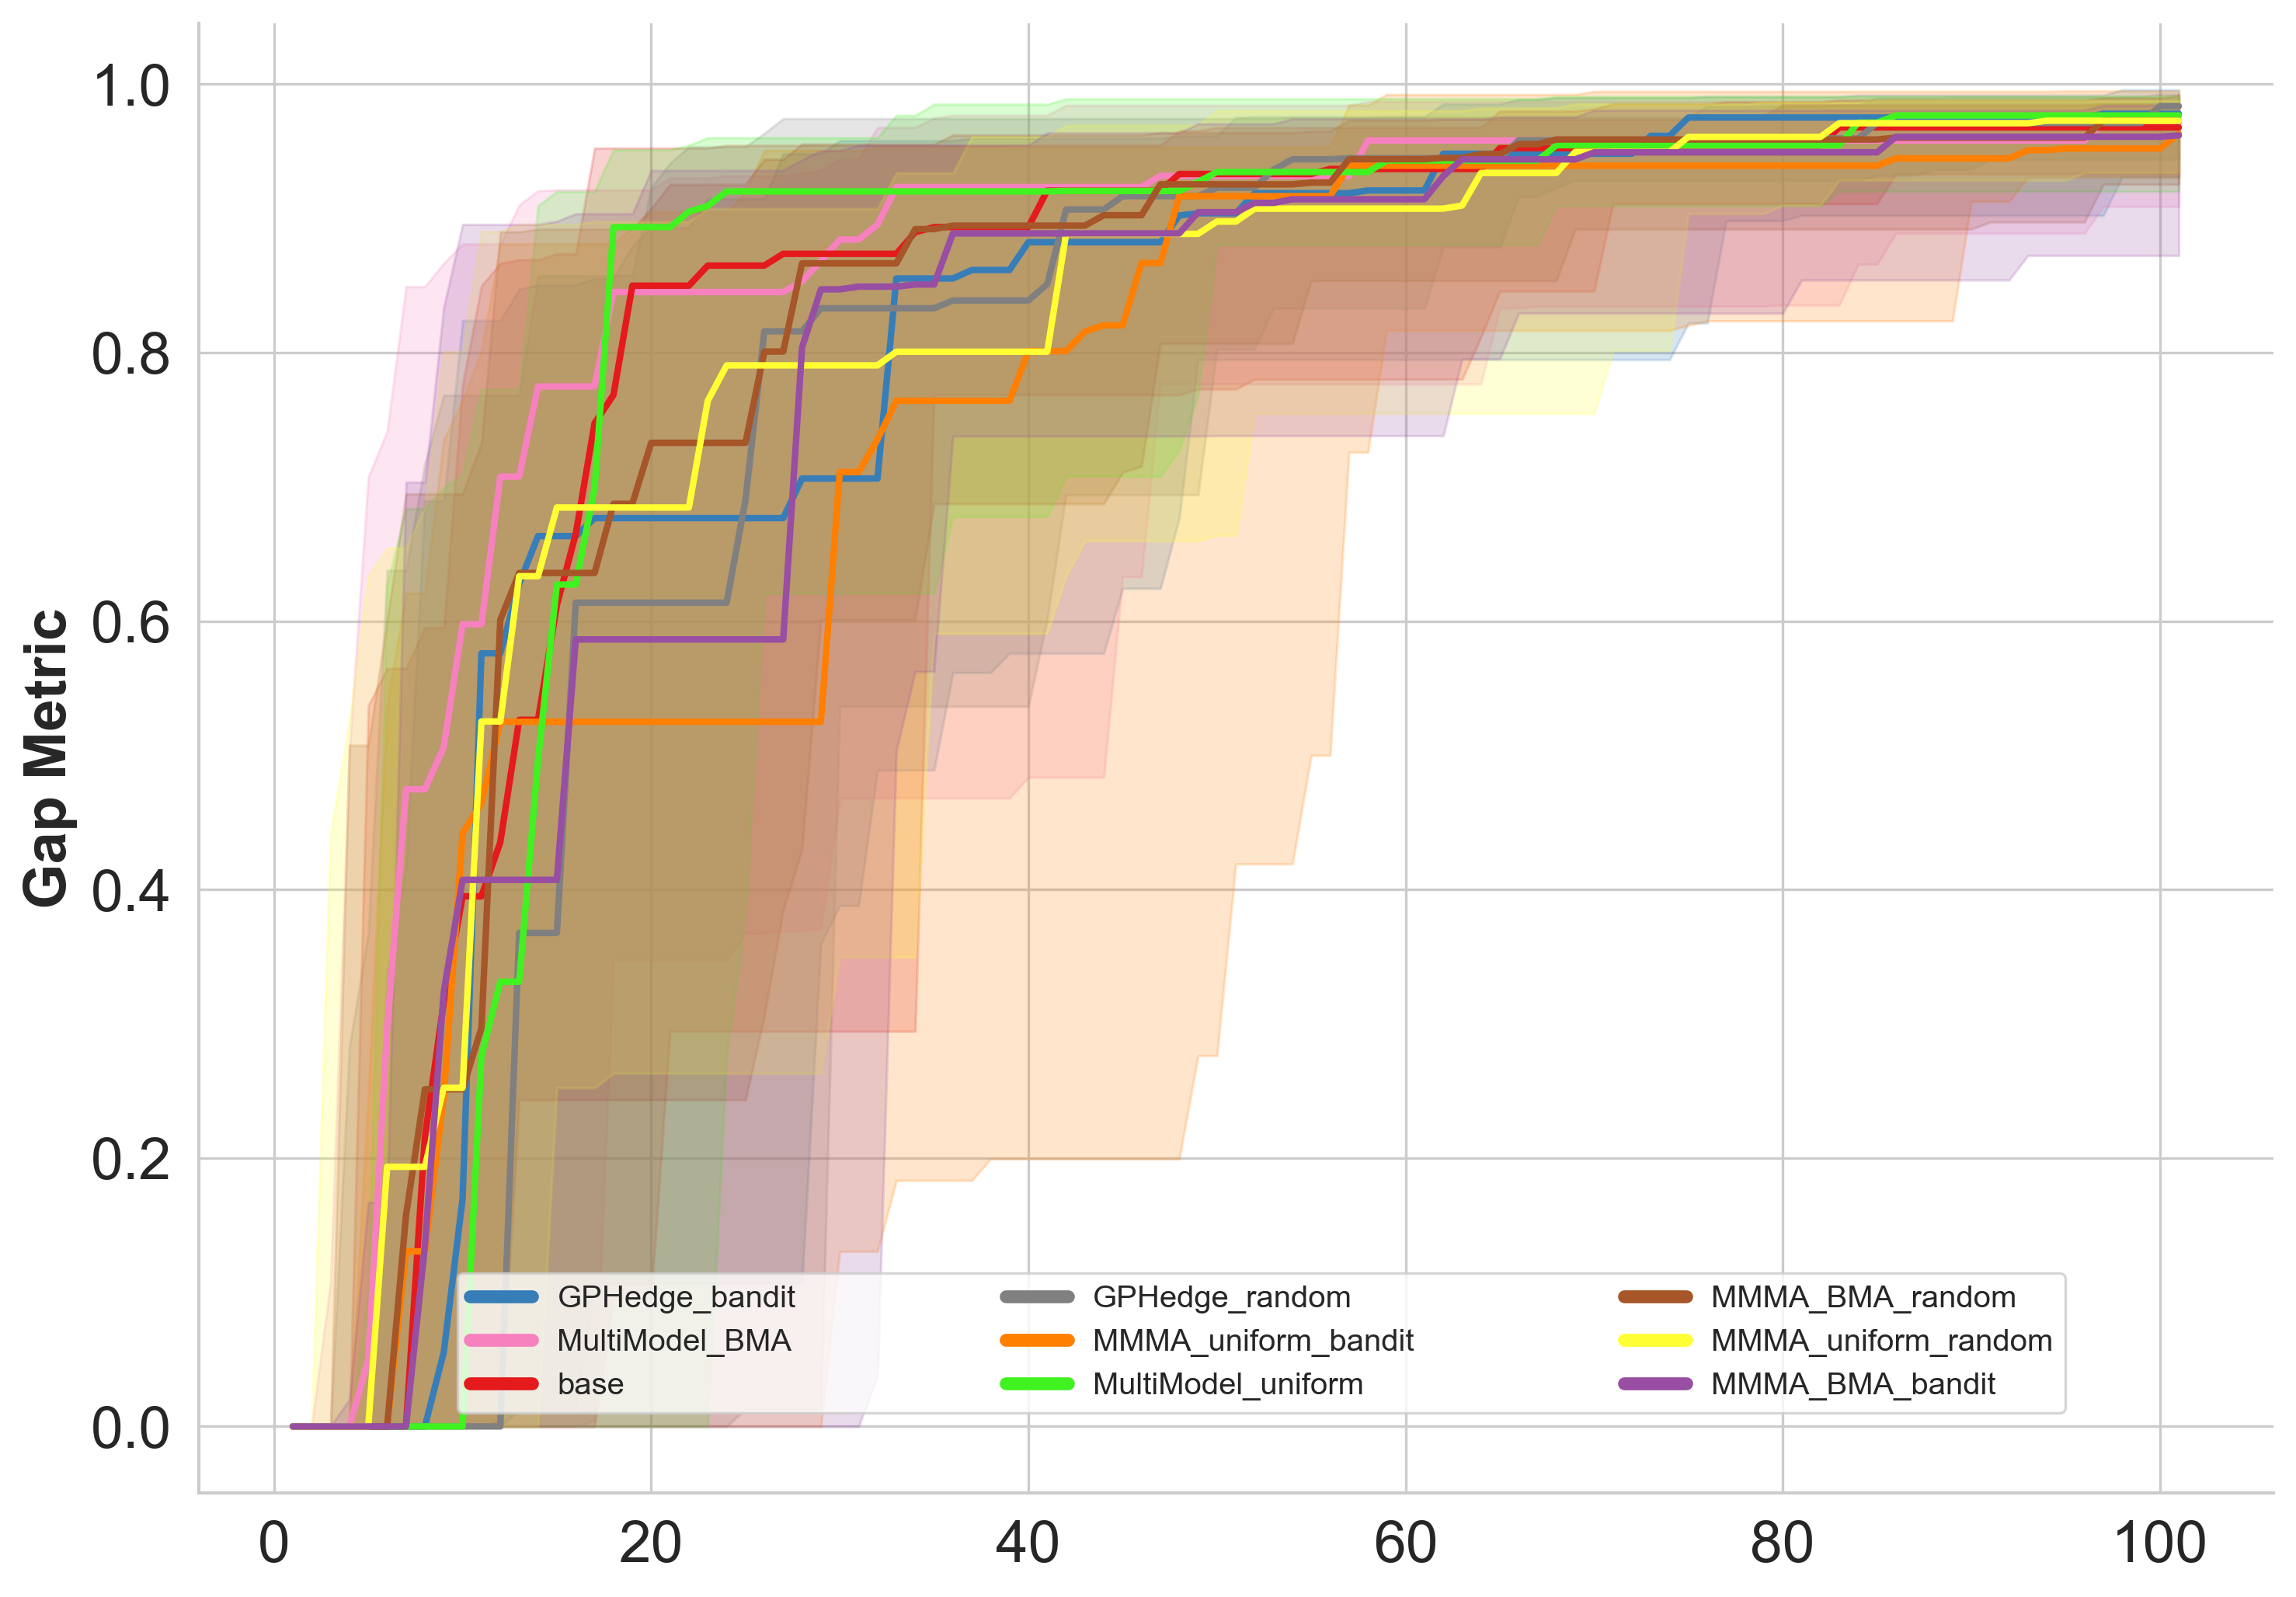 Gap Metric
1.0
0.8
0.6
0.4
0.2
0.0
GPHedge_bandit
MultiModel_BMA
base
GPHedge_random
MMMA_uniform_bandit
MultiModel_uniform
MMMA_BMA_random
MMMA_uniform_random
MMMA_BMA_bandit
0 20 40 60 80 100